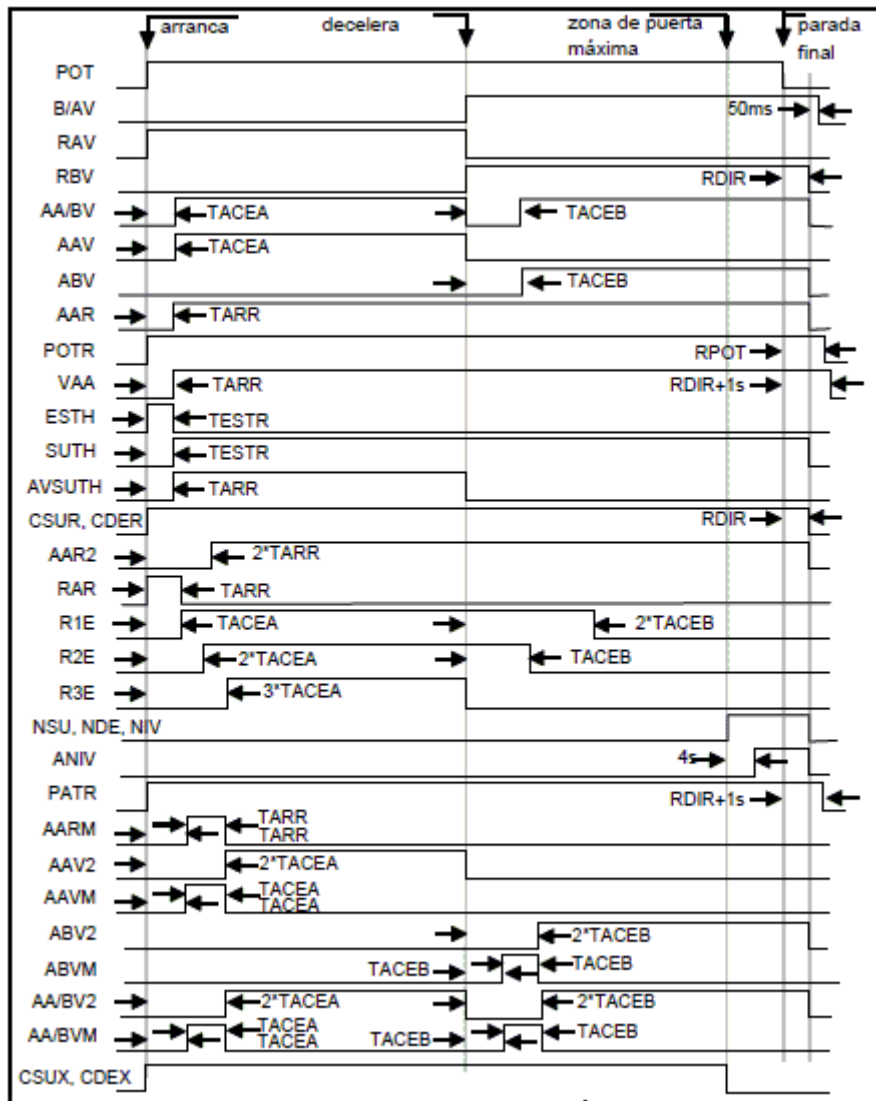 arranca decelera zona de puerta máxima parada final
POT
B/AV 50ms
RAV
RBV RDIR
AA/BV TACEA TACEB
AAV TACEA
ABV TACEB
AAR TARR
POTR RPOT
VAA TARR RDIR+1s
ESTH TESTR
SUTH TESTR
AVSUTH TARR
CSUR, CDER RDIR
AAR2 2*TARR
RAR TARR
R1E TACEA 2*TACEB
R2E 2*TACEA TACEB
R3E 3*TACEA
NSU, NDE, NIV
ANIV 4s
PATR RDIR+1s
AARM TARR
TARR
AAV2 2*TACEA
AAVM TACEA
TACEA
ABV2 2*TACEB
ABVM TACEB TACEB
AA/BV2 2*TACEA 2*TACEB
AA/BVM TACEA
TACEA TACEB TACEB
CSUX, CDEX